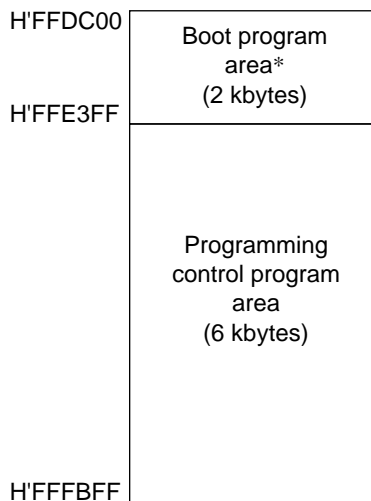 H'FFDC00
Boot program
area*
(2 kbytes)
H'FFE3FF
Programming
control program
area
(6 kbytes)
H'FFFBFF